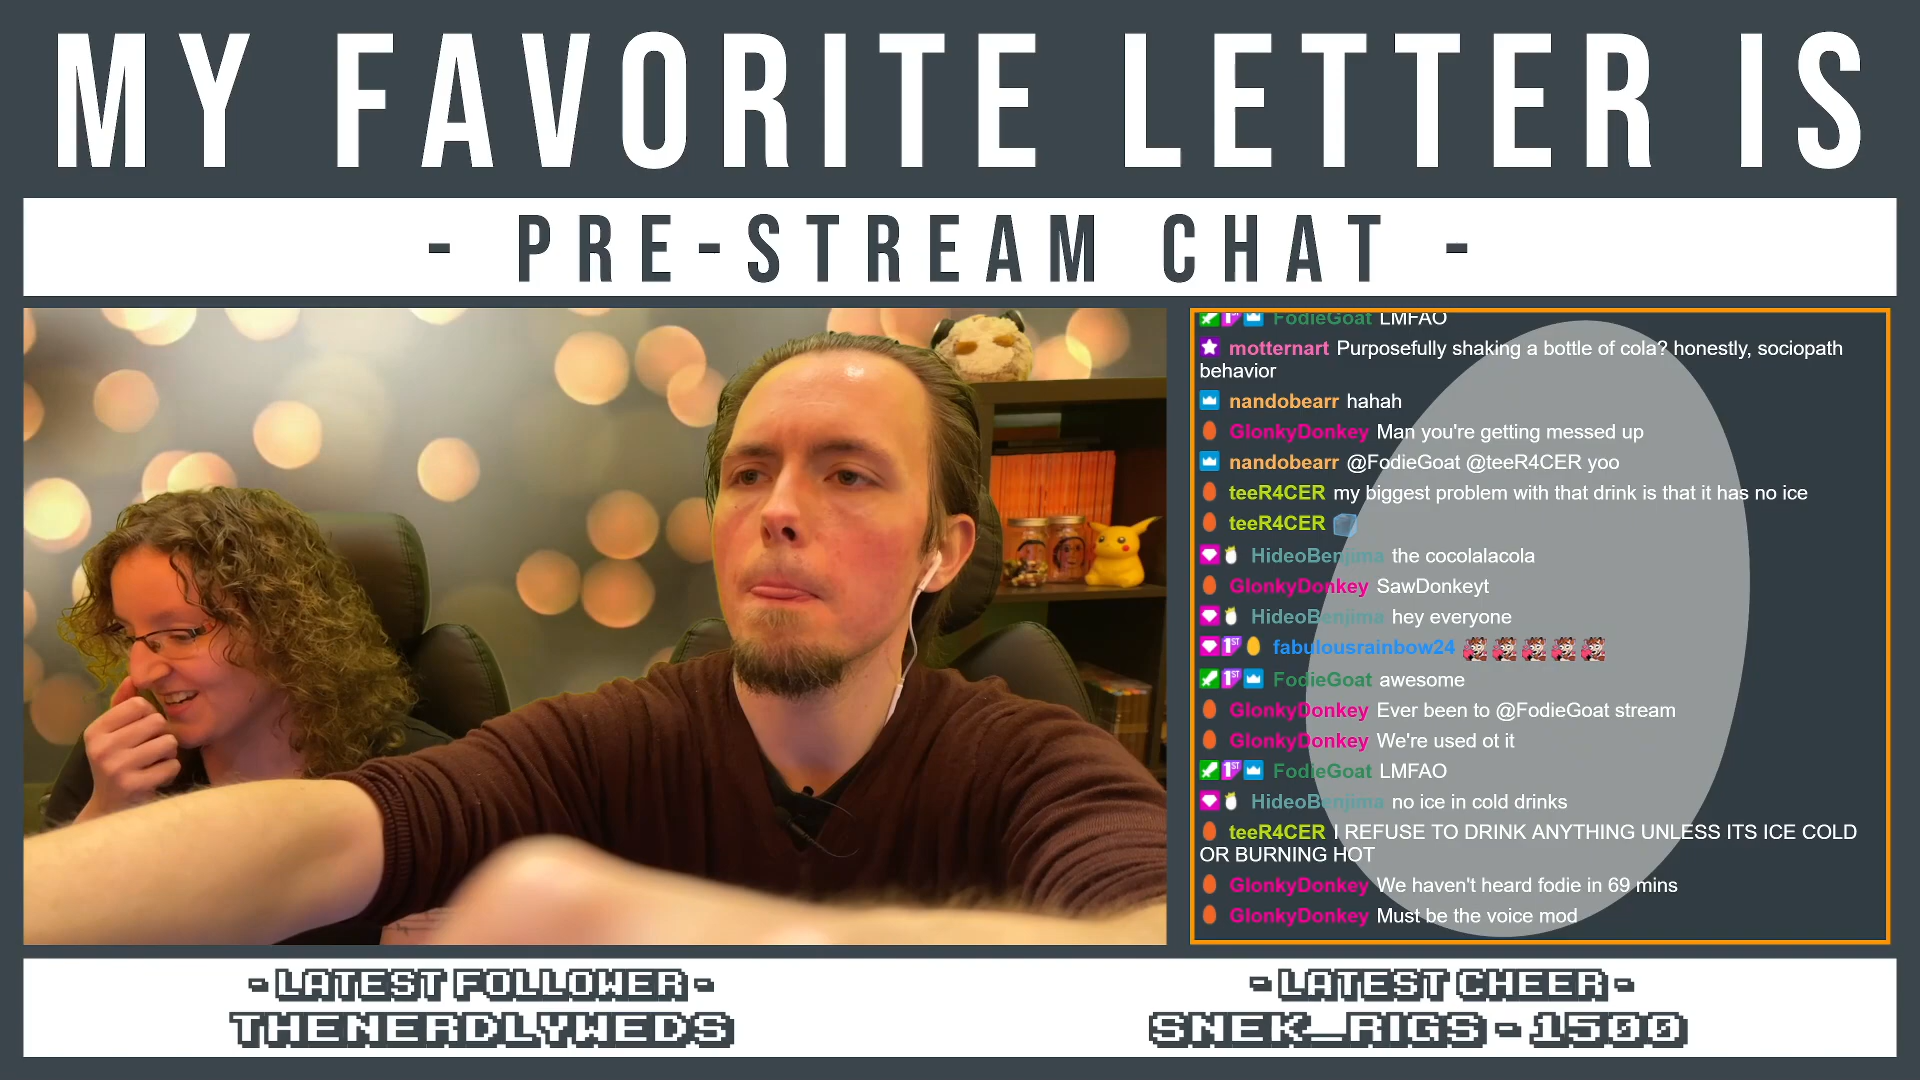 MY FAVORITE LETTER IS
- PRE-STREAM CHAT -
FodieGoat LMFAO
motternart Purposefully shaking a bottle of cola? honestly, sociopath
behavior
nandobearr hahah
GlonkyDonkey Man you're getting messed up
nandobearr @FodieGoat @teeR4CER yoo
teeR4CER my biggest problem with that drink is that it has no ice
teeR4CER
HideoBenjima the cocolalacola
GlonkyDonkey SawDonkeyt
HideoBenjima hey everyone
1ST fabulousrainbow24
1ST FodieGoat awesome
GlonkyDonkey Ever been to @FodieGoat stream
GlonkyDonkey We're used ot it
1ST FodieGoat LMFAO
HideoBenjima no ice in cold drinks
teeR4CER I REFUSE TO DRINK ANYTHING UNLESS ITS ICE COLD
OR BURNING HOT
GlonkyDonkey We haven't heard fodie in 69 mins
GlonkyDonkey Must be the voice mod
- LATEST FOLLOWER -
THENERDLYWEDS
- LATEST CHEER -
SNEK_RIGS - 1500